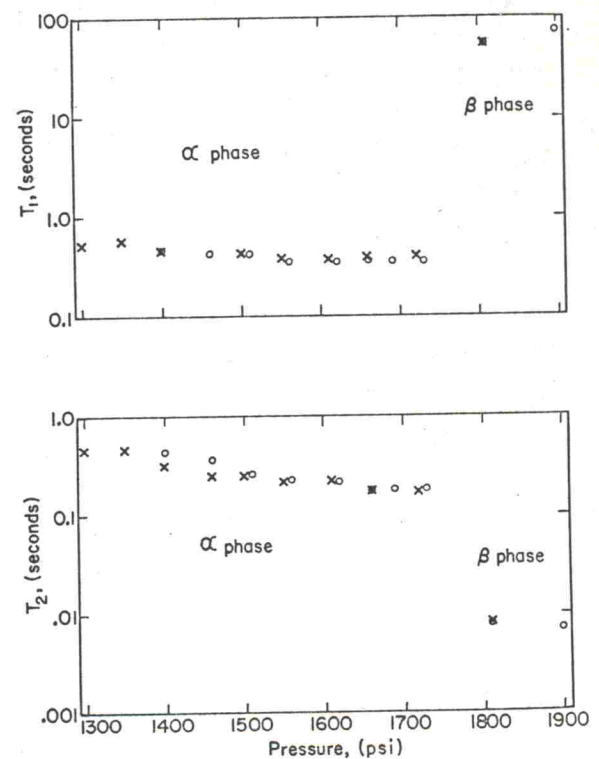 100
10
1.0
0.1
T1, (seconds)
α phase
β phase
1.0
0.1
.01
.001
T2, (seconds)
α phase
β phase
1300 1400 1500 1600 1700 1800 1900
Pressure, (psi)